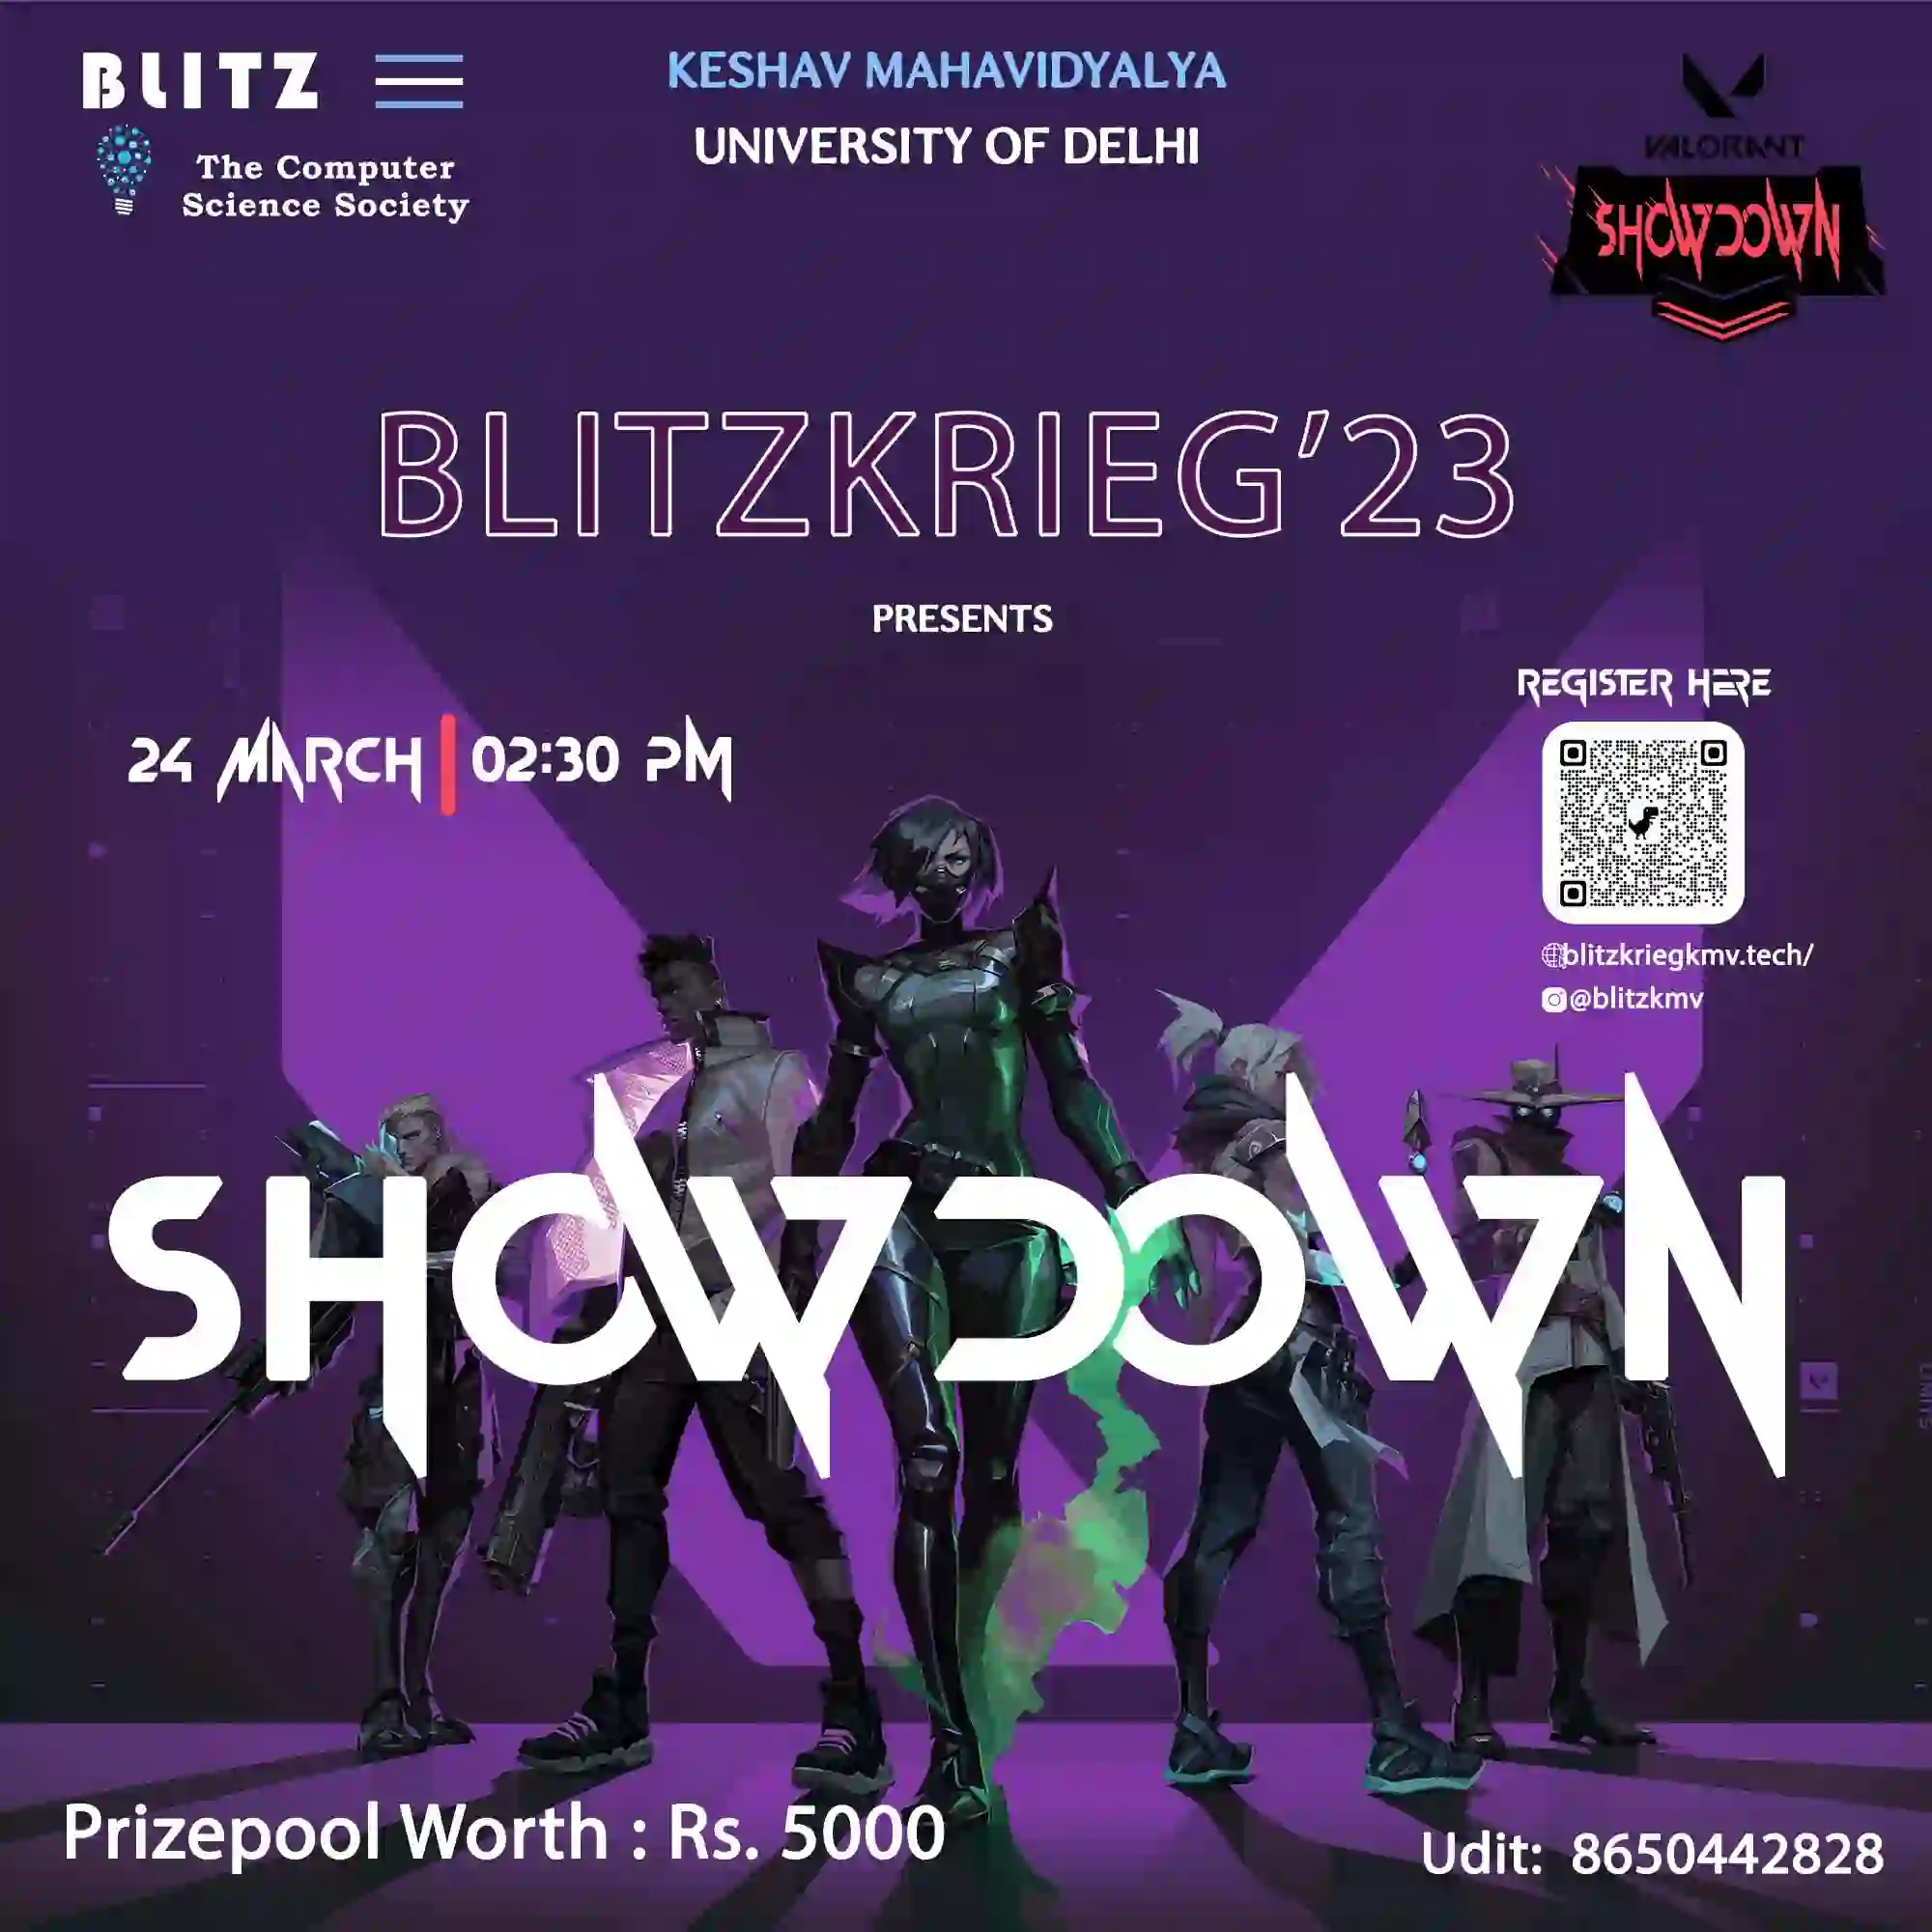 BLITZ
The Computer
Science Society
KESHAV MAHAVIDYALYA
UNIVERSITY OF DELHI
VALORANT
SHOWDOWN
BLITZKRIEG'23
PRESENTS
24 MARCH | 02:30 PM
REGISTER HERE
blitzkriegkmv.tech/
@blitzkmv
SHOWDOWN
Prizepool Worth : Rs. 5000
Udit: 8650442828